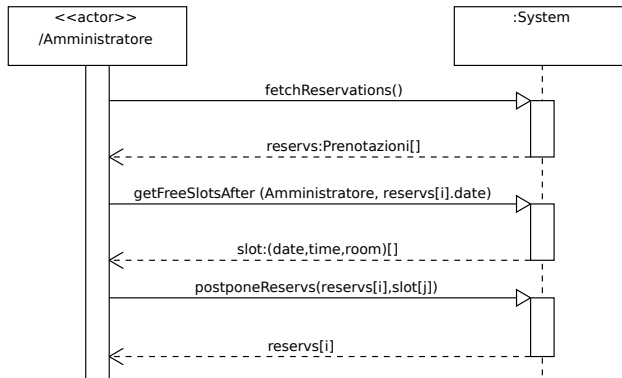 <<actor>>
/Amministratore
:System
fetchReservations()
reservs:Prenotazioni[]
getFreeSlotsAfter (Amministratore, reservs[i].date)
slot:(date,time,room)[]
postponeReservs(reservs[i],slot[j])
reservs[i]